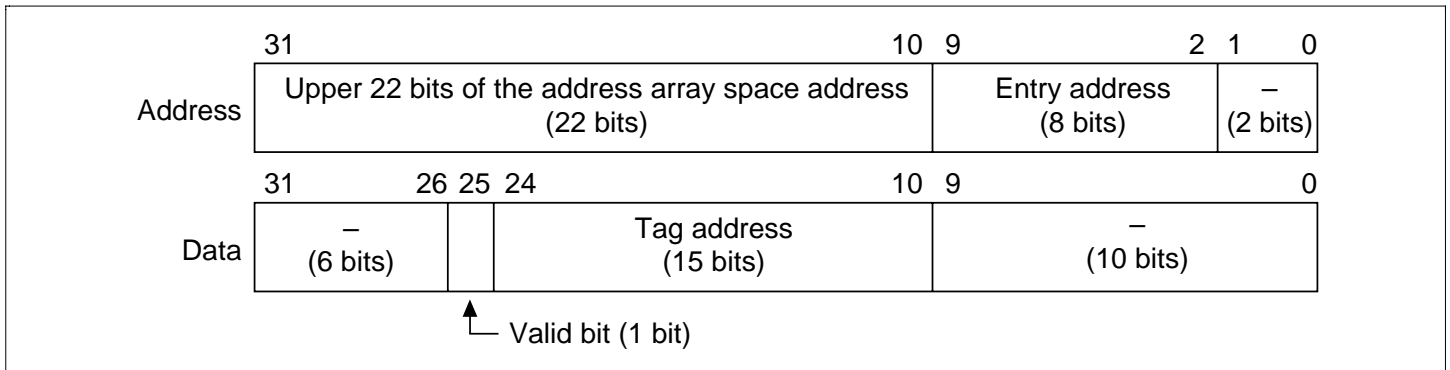 31 10 9 2 1 0
Address Upper 22 bits of the address array space address Entry address –
(22 bits) (8 bits) (2 bits)
31 26 25 24 10 9 0
Data – Tag address –
(6 bits) (15 bits) (10 bits)
Valid bit (1 bit)